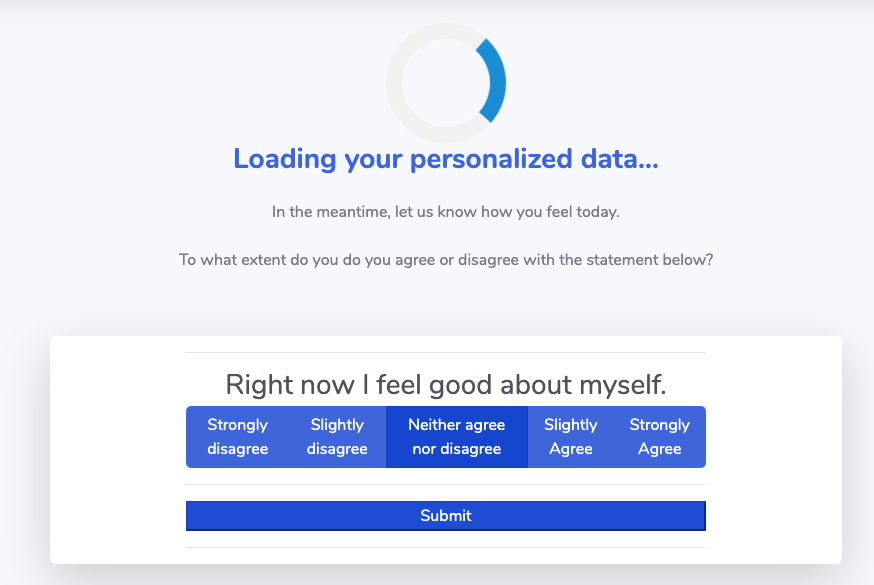 Loading your personalized data...
In the meantime, let us know how you feel today.
To what extent do you do you agree or disagree with the statement below?
Right now I feel good about myself.
Strongly disagree
Slightly disagree
Neither agree nor disagree
Slightly Agree
Strongly Agree
Submit